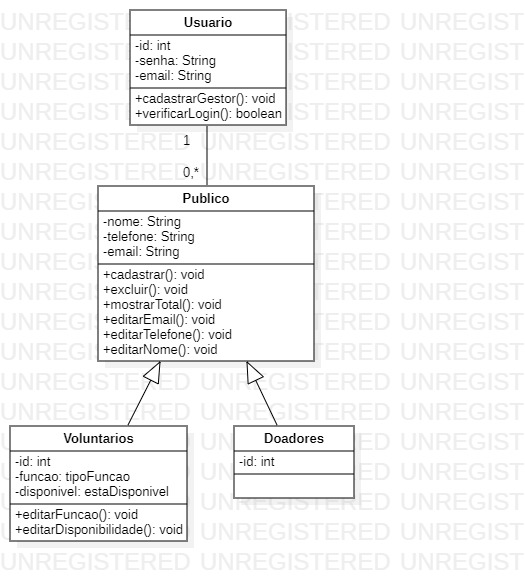 Usuario
-id: int
-senha: String
-email: String
+cadastrarGestor(): void
+verificarLogin(): boolean
1
0,*
Publico
-nome: String
-telefone: String
-email: String
+cadastrar(): void
+excluir(): void
+mostrarTotal(): void
+editarEmail(): void
+editarTelefone(): void
+editarNome(): void
Voluntarios
-id: int
-funcao: tipoFuncao
-disponivel: estaDisponivel
+editarFuncao(): void
+editarDisponibilidade(): void
Doadores
-id: int
UNREGISTERED